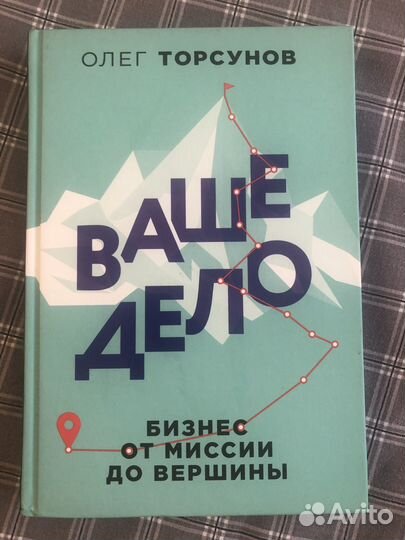 ОЛЕГ ТОРСУНОВ
ВАШЕ
ДЕЛО
БИЗНЕС
ОТ МИССИИ
ДО ВЕРШИНЫ
Avito